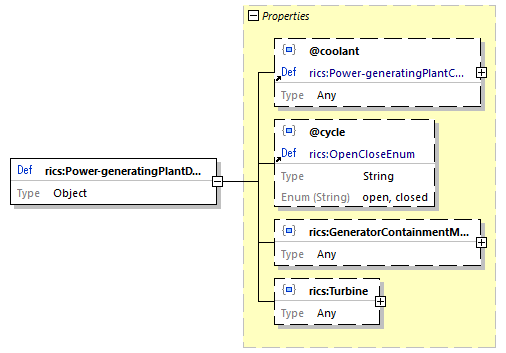 Properties
@coolant
Def rics:Power-generatingPlantC...
Type Any
@cycle
Def rics:OpenCloseEnum
Type String
Enum (String) open, closed
Def rics:Power-generatingPlantD...
Type Object
rics:GeneratorContainmentM...
Type Any
rics:Turbine
Type Any